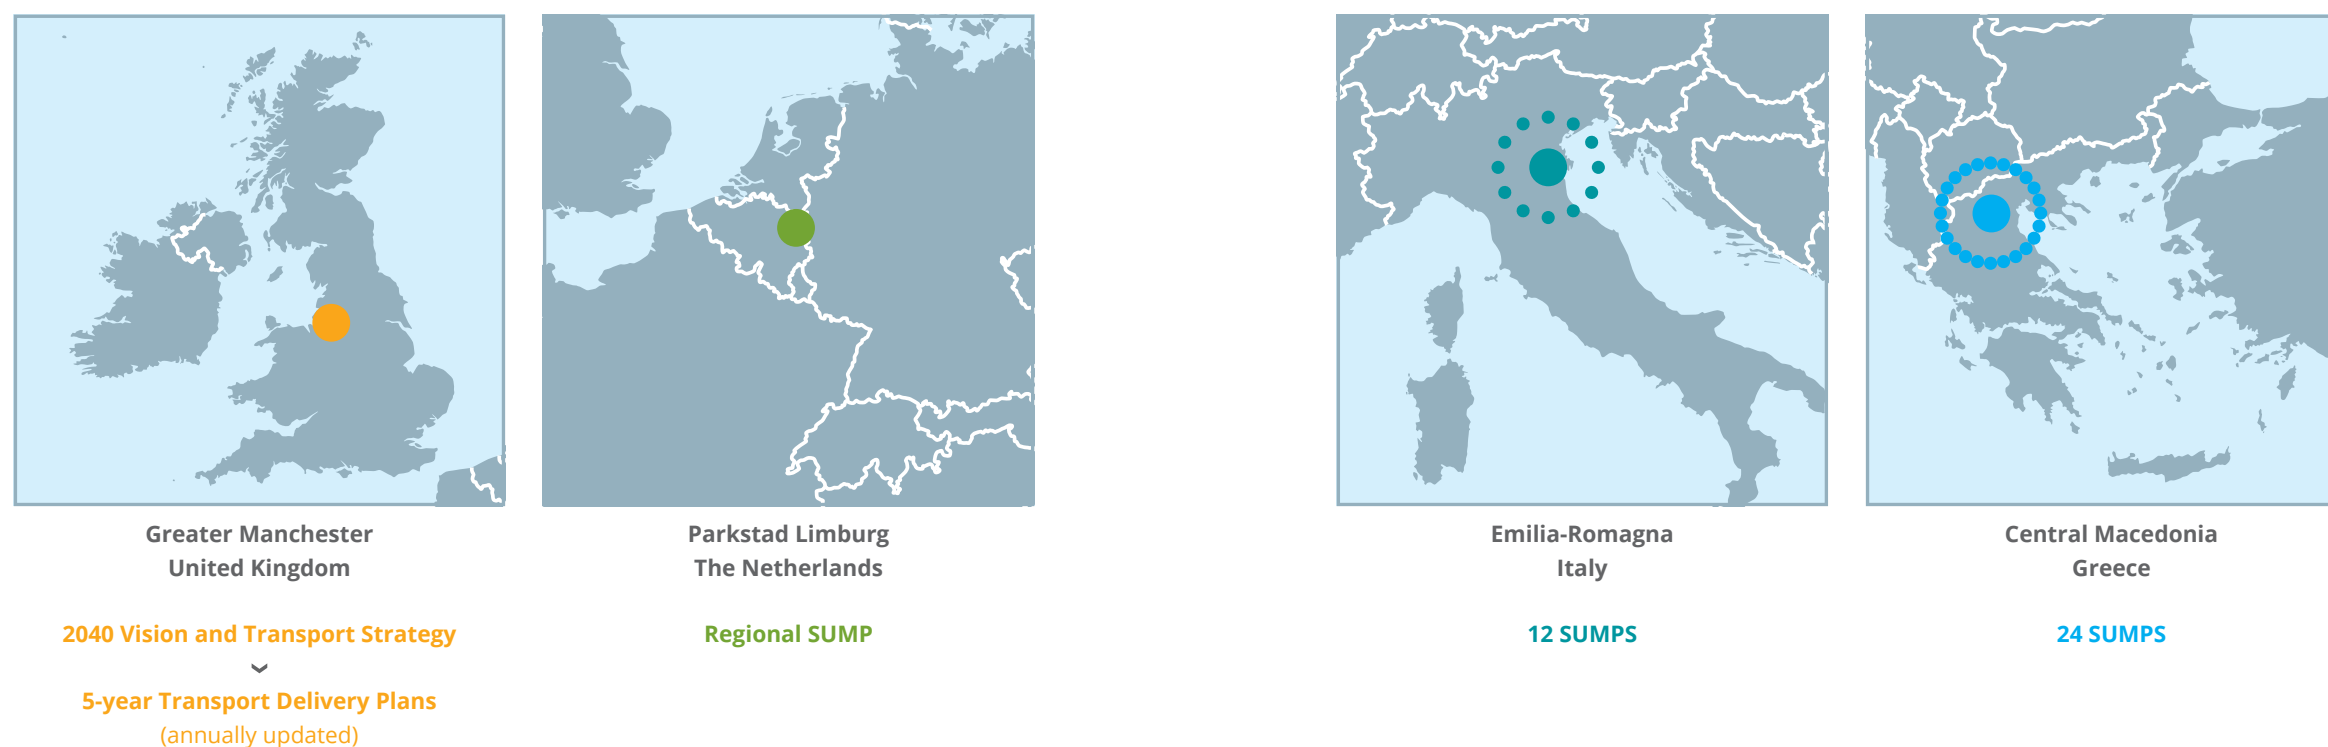 Greater Manchester
United Kingdom
2040 Vision and Transport Strategy
5-year Transport Delivery Plans
(annually updated)
Parkstad Limburg
The Netherlands
Regional SUMP
Emilia-Romagna
Italy
12 SUMPS
Central Macedonia
Greece
24 SUMPS